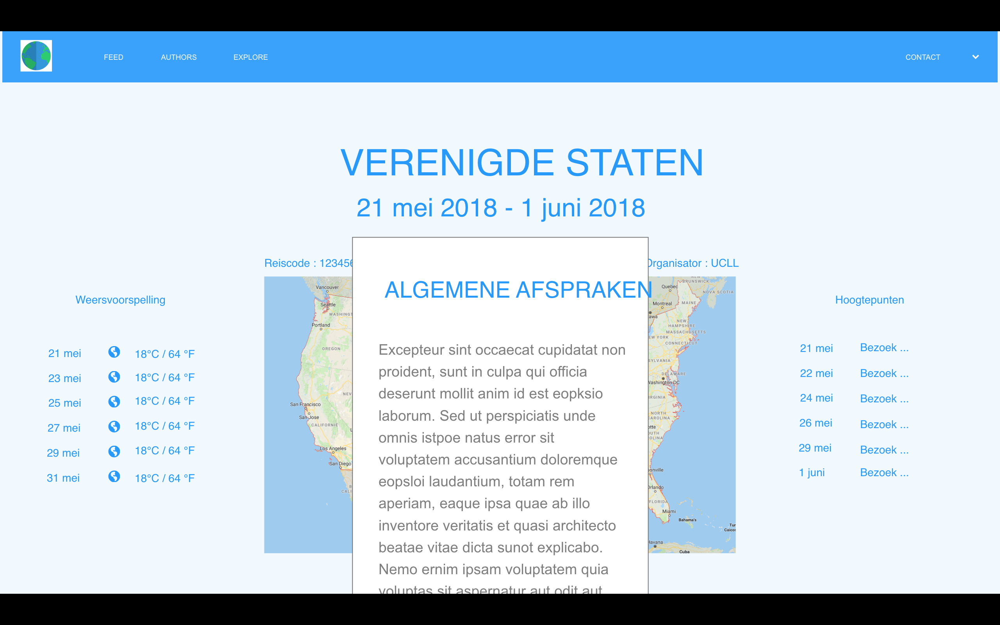 FEED
AUTHORS
EXPLORE
CONTACT
VERENIGDE STATEN
21 mei 2018 - 1 juni 2018
Reiscode : 123456
Organisator : UCLL
Weersvoorspelling
21 mei 18°C / 64 °F
23 mei 18°C / 64 °F
25 mei 18°C / 64 °F
27 mei 18°C / 64 °F
29 mei 18°C / 64 °F
31 mei 18°C / 64 °F
Vancouver
Seattle
WASHINGT
Portland
OREGON
NEV
San Francisco
San Jose
CALIFORNIE
Los Angeles
San Diego
CALI
ALGEMENE AFSPRAKEN
Excepteur sint occaecat cupidatat non
proident, sunt in culpa qui officia
deserunt mollit anim id est eopksio
laborum. Sed ut perspiciatis unde
omnis istpoe natus error sit
voluptatem accusantium doloremque
eopsloi laudantium, totam rem
aperiam, eaque ipsa quae ab illo
inventore veritatis et quasi architecto
beatae vitae dicta sunot explicabo.
Nemo ernim ipsam voluptatem quia
voluptas sit aspernatur aut odit aut
NEW
BRUNSWICK
Quebec
NOVA SCOTIA
Montreal
MAINE
awa
NEW
HAMPSHIRE
MASSACHUSETTS
EW YORK
CONNECTICUT
SYLVANIA
DELAWARE
Washington DC
IRGINIA
NORTH
CAROLINA
otte
OUTH
OLINA
sonville
Orlando
FLORIDA
Miami
Bahama's
Tur
Caicos
Havana
Cuba
Hoogtepunten
21 mei Bezoek ...
22 mei Bezoek ...
24 mei Bezoek ...
26 mei Bezoek ...
29 mei Bezoek ...
1 juni Bezoek ...